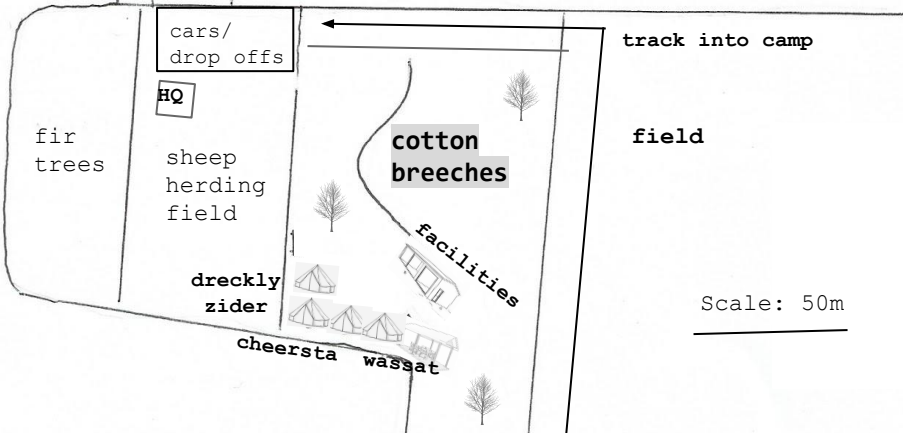 cars/
drop offs
track into camp
HQ
cotton
breeches
field
fir
trees
sheep
herding
field
facilities
dreckly
zider
Scale: 50m
cheersta
wassat